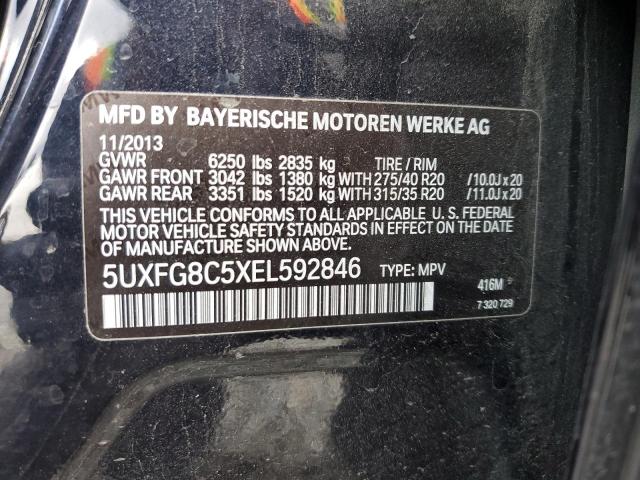 MFD BY BAYERISCHE MOTOREN WERKE AG
11/2013
GVWR 6250 lbs 2835 kg TIRE / RIM
GAWR FRONT 3042 lbs 1380 kg WITH 275/40 R20 /10.0J x 20
GAWR REAR 3351 lbs 1520 kg WITH 315/35 R20 /11.0J x 20
THIS VEHICLE CONFORMS TO ALL APPLICABLE U. S. FEDERAL
MOTOR VEHICLE SAFETY STANDARDS IN EFFECT ON THE DATE
OF MANUFACTURE SHOWN ABOVE.
5UXFG8C5XEL592846 TYPE: MPV
416M
7 320 729